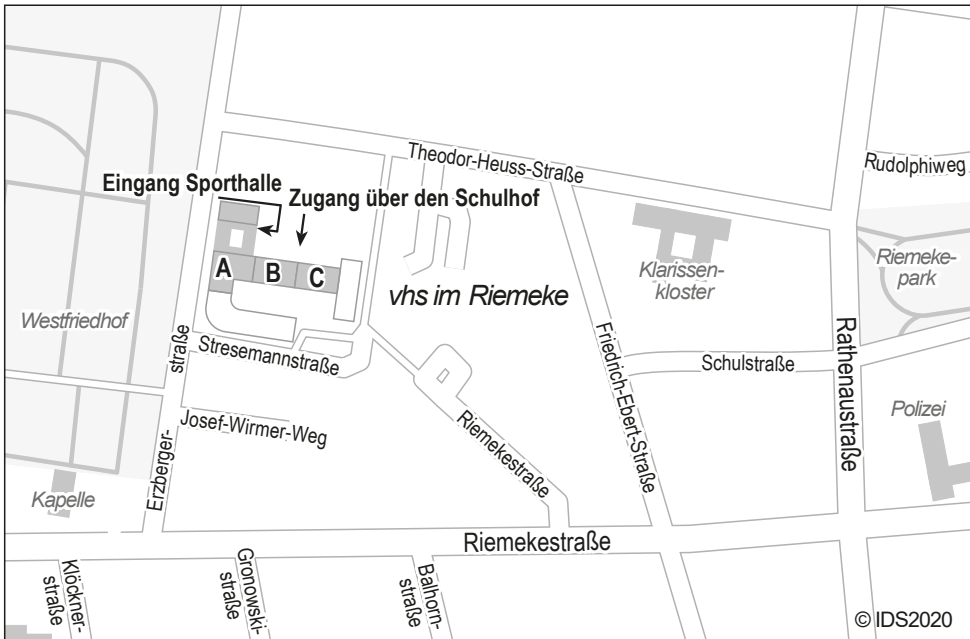 Theodor-Heuss-Straße
Rudolphiweg
Eingang Sporthalle
Zugang über den Schulhof
A
B
C
Klarissen-
kloster
Riemeke-
park
vhs im Riemeke
Westfriedhof
Stresemannstraße
Friedrich-Ebert-Straße
Schulstraße
Rathenaustraße
Erzberger-
straße
Josef-Wirmer-Weg
Riemekestraße
Polizei
Kapelle
Riemekestraße
Klöckner-
straße
Gronowski-
straße
Balhorn-
straße
© IDS2020